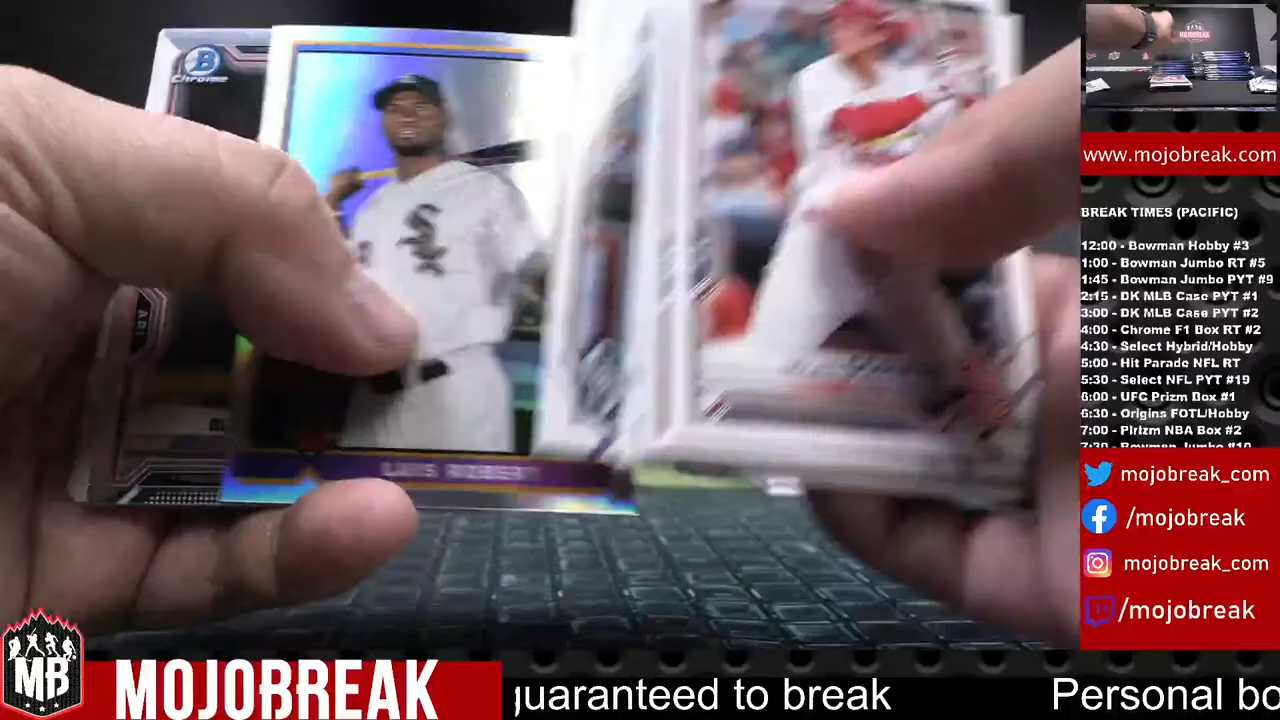 B
Chrome
LUIS ROBERT
MOJOBREAK
www.mojobreak.com
BREAK TIMES (PACIFIC)
12:00 - Bowman Hobby #3
1:00 - Bowman Jumbo RT #5
1:45 - Bowman Jumbo PYT #9
2:15 - DK MLB Case PYT #1
3:00 - DK MLB Case PYT #2
4:00 - Chrome F1 Box RT #2
4:30 - Select Hybrid/Hobby
5:00 - Hit Parade NFL RT
5:30 - Select NFL PYT #19
6:00 - UFC Prizm Box #1
6:30 - Origins FOTL/Hobby
7:00 - Pirizm NBA Box #2
7:30 - Bowman Jumbo #10
mojobreak_com
/mojobreak
mojobreak_com
/mojobreak
MB
MOJOBREAK
guaranteed to break
Personal bo